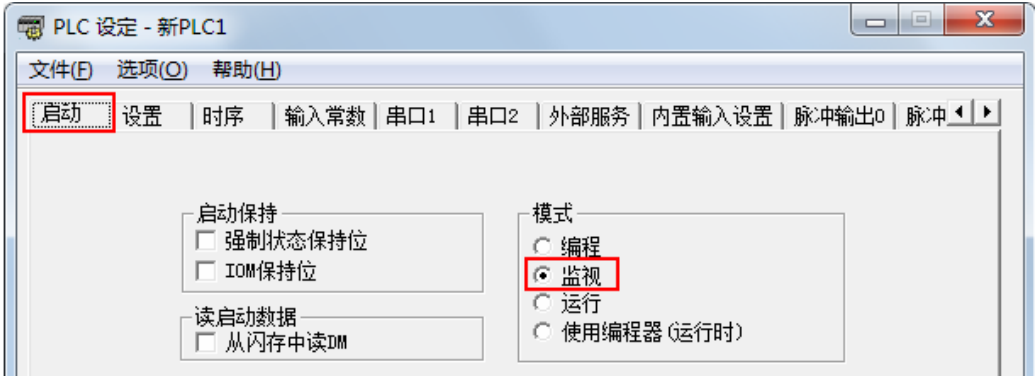 PLC 设定 - 新PLC1
文件(F) 选项(O) 帮助(H)
启动 设置 时序 输入常数 串口1 串口2 外部服务 内置输入设置 脉冲输出0 脉冲
启动保持
强制状态保持位
IOM保持位
读启动数据
从闪存中读DM
模式
编程
监视
运行
使用编程器(运行时)